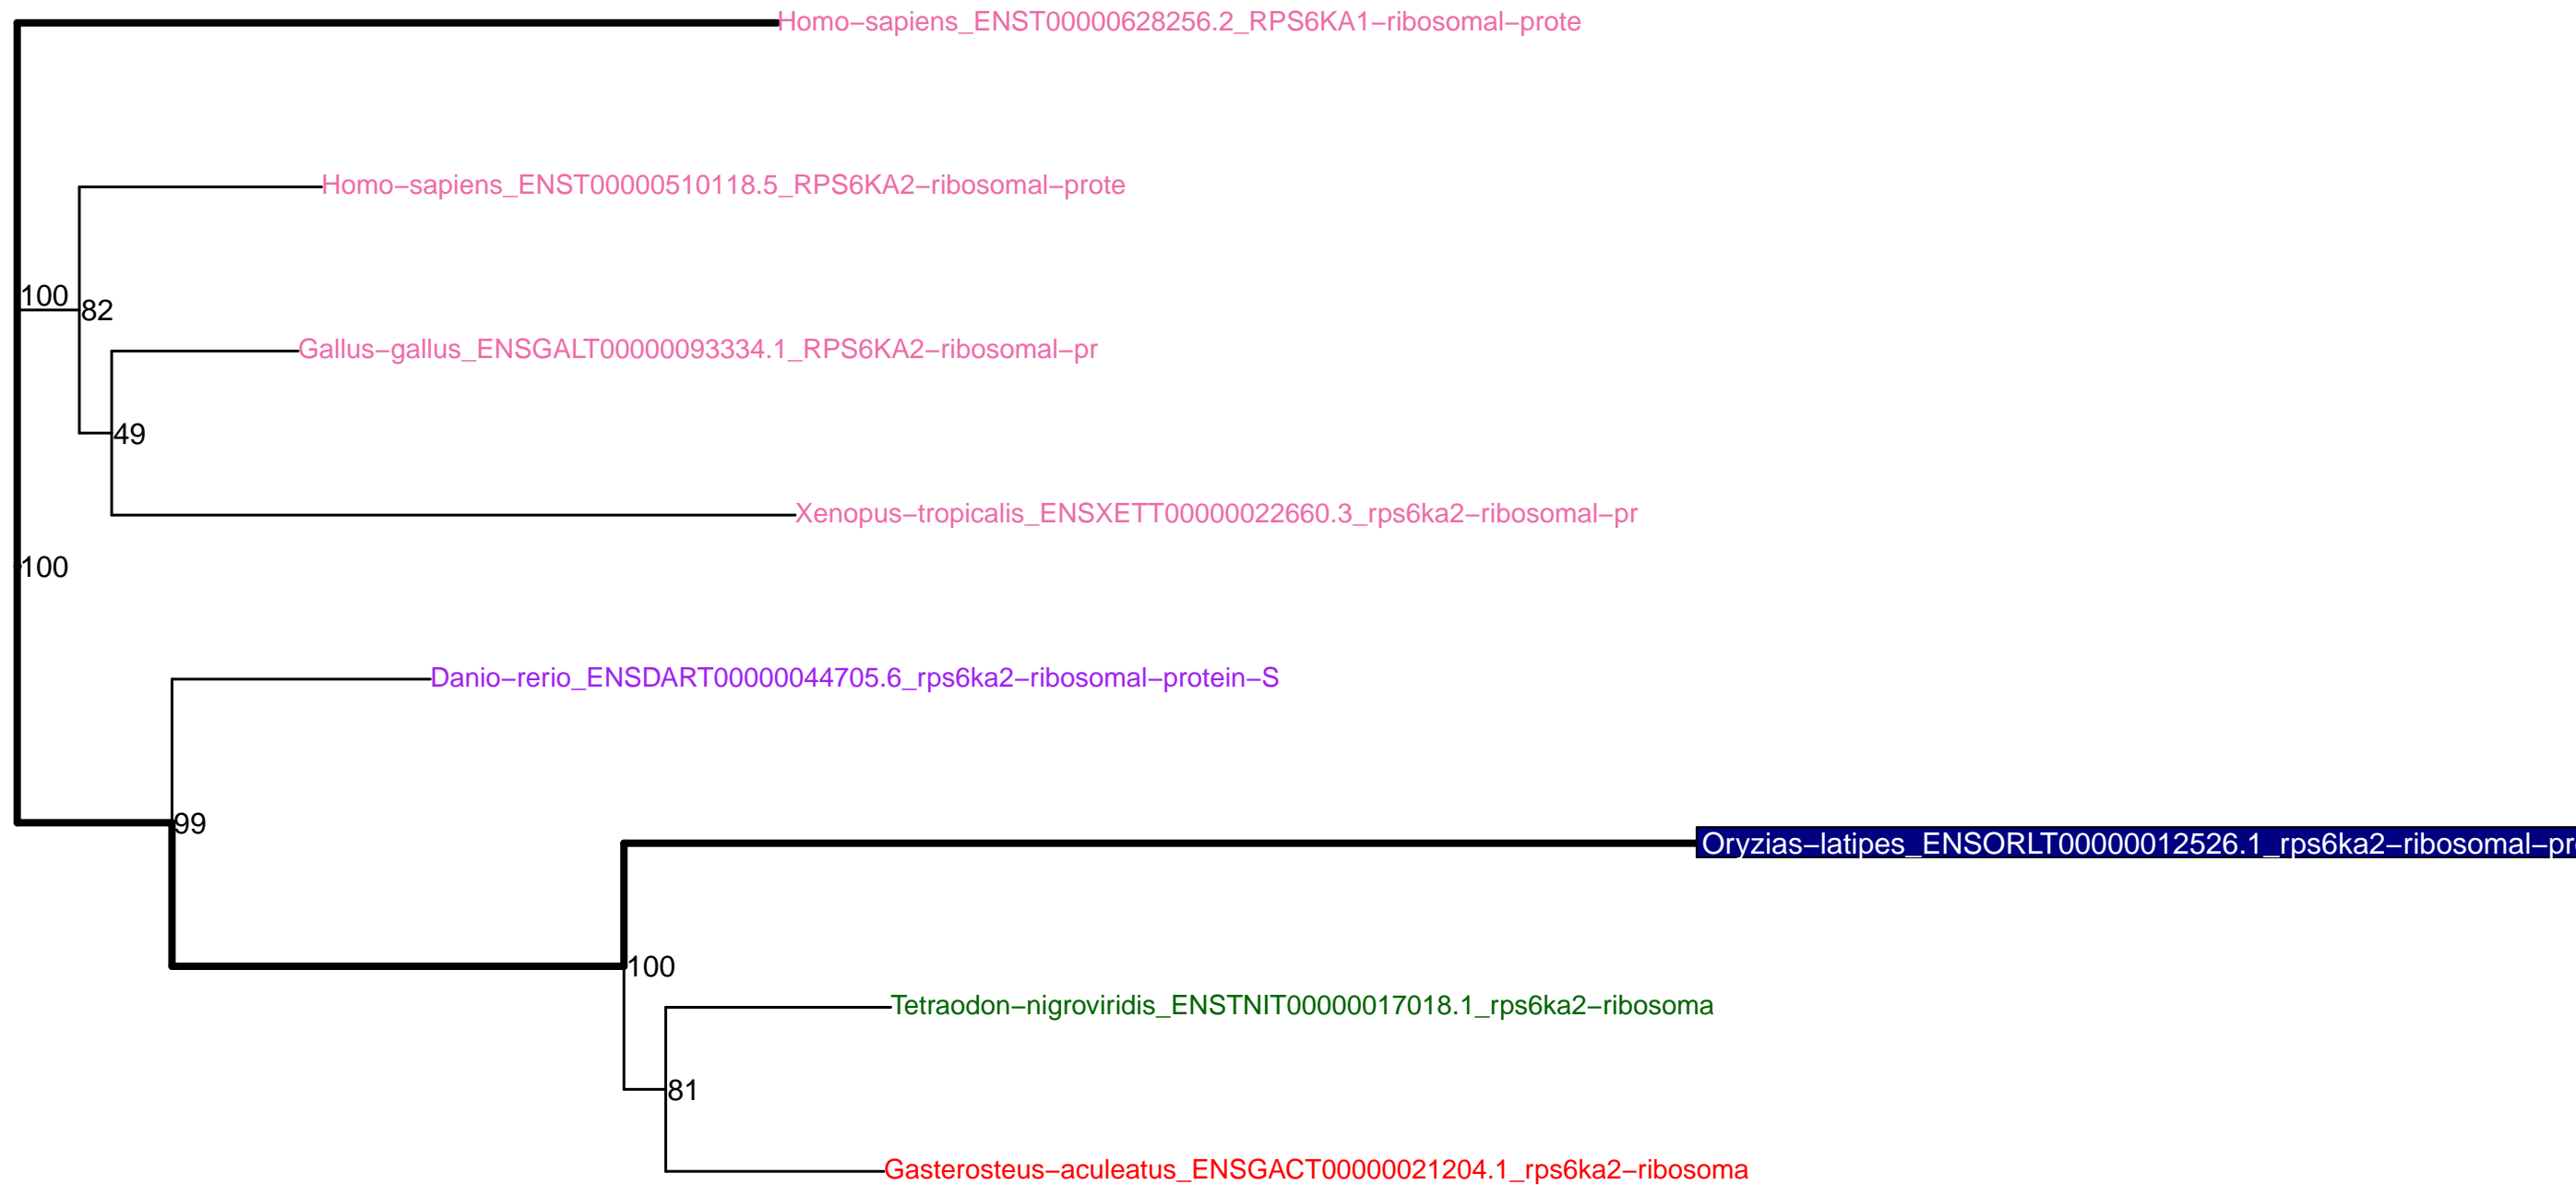 Homo−sapiens_ENST00000628256.2_RPS6KA1−ribosomal−prote
Homo−sapiens_ENST00000510118.5_RPS6KA2−ribosomal−prote
100
82
Gallus−gallus_ENSGALT00000093334.1_RPS6KA2−ribosomal−pr
49
Xenopus−tropicalis_ENSXETT00000022660.3_rps6ka2−ribosomal−pr
100
Danio−rerio_ENSDART00000044705.6_rps6ka2−ribosomal−protein−S
99
Oryzias−latipes_ENSORLT00000012526.1_rps6ka2−ribosomal−pr
100
Tetraodon−nigroviridis_ENSTNIT00000017018.1_rps6ka2−ribosoma
81
Gasterosteus−aculeatus_ENSGACT00000021204.1_rps6ka2−ribosoma